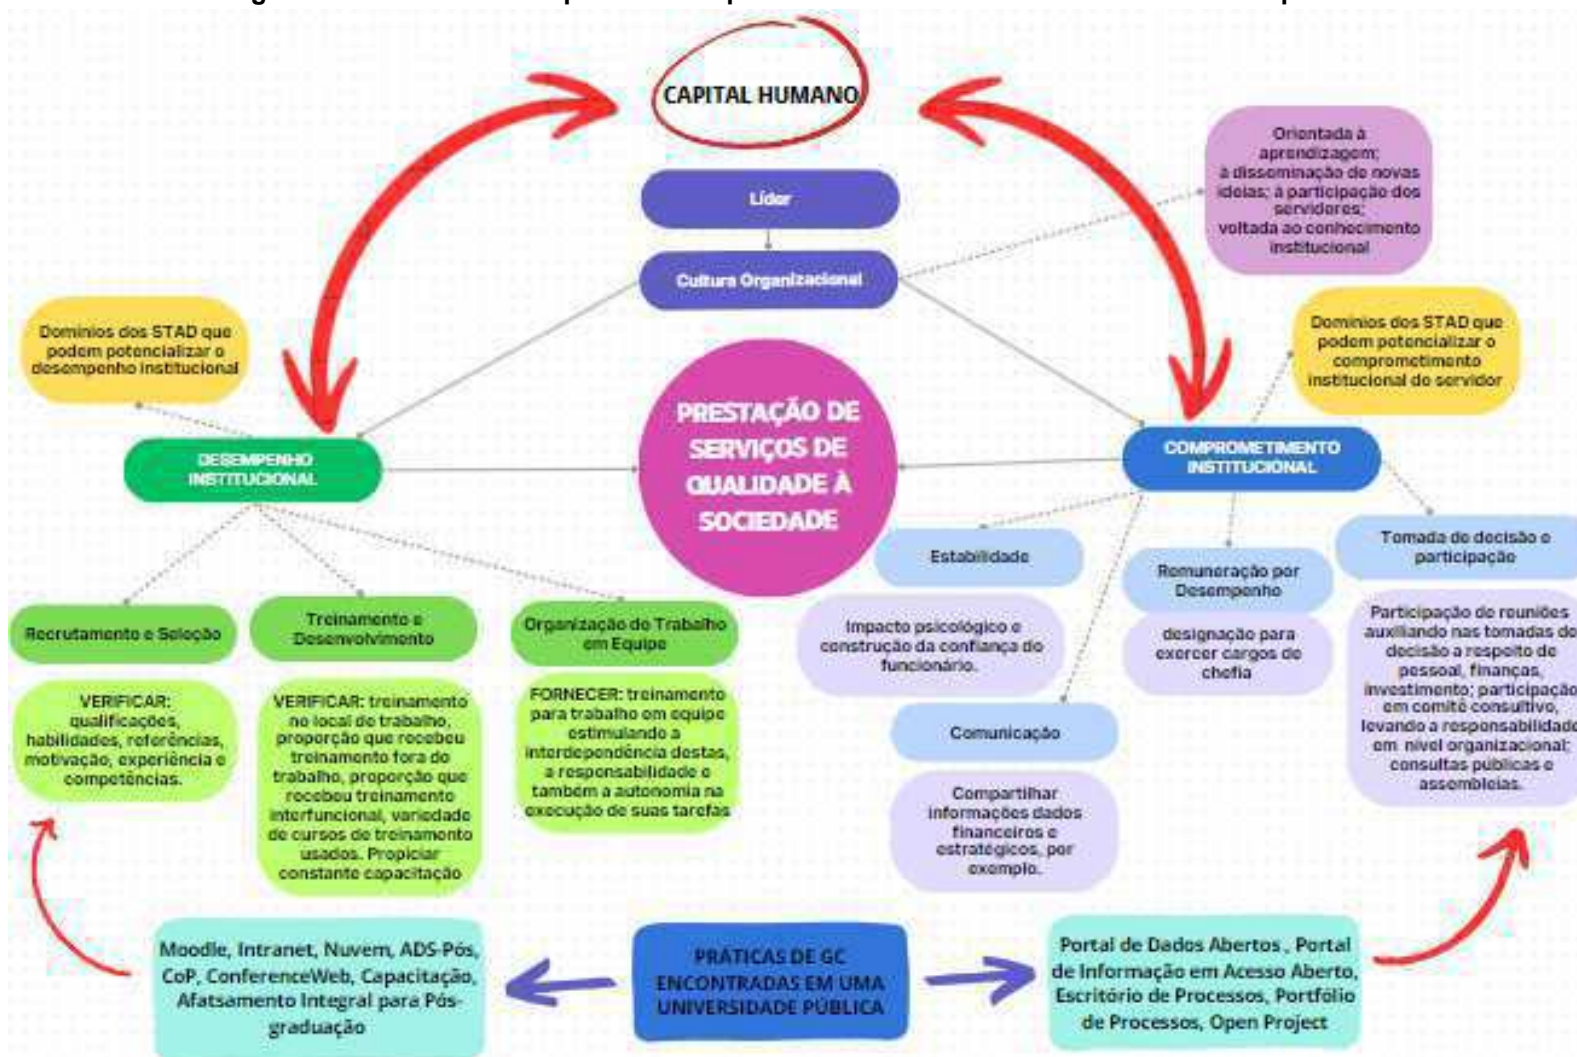 CAPITAL HUMANO
Líder
Cultura Organizacional
Orientada à
aprendizagem;
à disseminação de novas
ideias; à participação dos
servidores;
voltada ao conhecimento
institucional
Domínios dos STAD que
podem potencializar o
desempenho institucional
Domínios dos STAD que
podem potencializar o
comprometimento
institucional do servidor
PRESTAÇÃO DE
SERVIÇOS DE
QUALIDADE À
SOCIEDADE
DESEMPENHO
INSTITUCIONAL
COMPROMETIMENTO
INSTITUCIONAL
Recrutamento e Seleção
VERIFICAR:
qualificações,
habilidades, referências,
motivação, experiência e
competências.
Treinamento e
Desenvolvimento
VERIFICAR: treinamento
no local de trabalho,
proporção que recebeu
treinamento fora do
trabalho, proporção que
recebeu treinamento
interfuncional, variedade
de cursos de treinamento
usados. Propiciar
constante capacitação
Organização do Trabalho
em Equipe
FORNECER: treinamento
para trabalho em equipe
estimulando a
interdependência destas,
a responsabilidade e
também a autonomia na
execução de suas tarefas
Estabilidade
Impacto psicológico e
construção da confiança do
funcionário.
Comunicação
Compartilhar
informações dados
financeiros e
estratégicos, por
exemplo.
Remuneração por
Desempenho
designação para
exercer cargos de
chefia
Tomada de decisão e
participação
Participação de reuniões
auxiliando nas tomadas de
decisão a respeito de
pessoal, finanças,
investimento; participação
em comitê consultivo,
levando a responsabilidade
em nível organizacional;
consultas públicas e
assembleias.
Moodle, Intranet, Nuvem, ADS-Pós,
CoP, ConferenceWeb, Capacitação,
Afatsamento Integral para Pós-
graduação
PRÁTICAS DE GC
ENCONTRADAS EM UMA
UNIVERSIDADE PÚBLICA
Portal de Dados Abertos , Portal
de Informação em Acesso Aberto,
Escritório de Processos, Portfólio
de Processos, Open Project